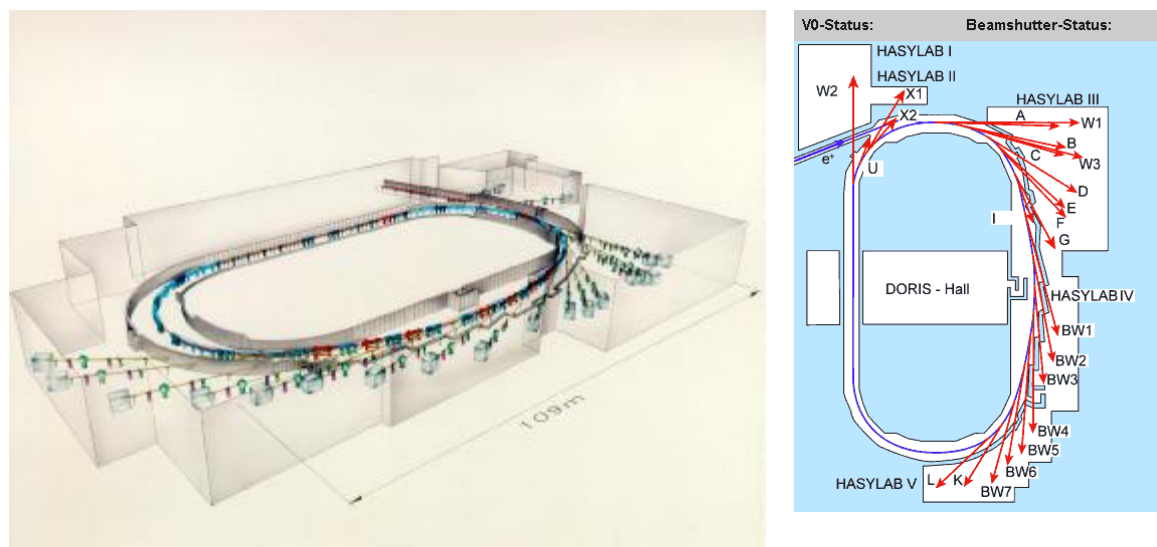 109m
V0-Status: Beamshutter-Status:
HASYLAB I
HASYLAB II
W2
X1
X2
HASYLAB III
A
W1
B
C
W3
e⁺
U
D
E
I
F
G
DORIS - Hall
HASYLAB IV
BW1
BW2
BW3
BW4
BW5
BW6
HASYLAB V
L
K
BW7